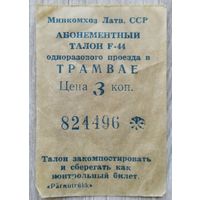 Минкомхоз Латв. ССР
АБОНЕМЕНТНЫЙ
ТАЛОН F-44
одноразового проезда в
ТРАМВАЕ
Цена 3 коп.
824496
Талон закомпостировать
и сберегать как
контрольный билет.